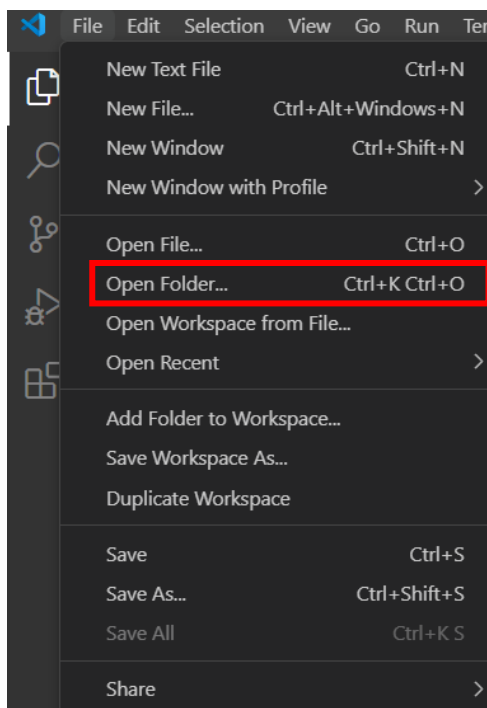 File Edit Selection View Go Run Ter
New Text File Ctrl+N
New File... Ctrl+Alt+Windows+N
New Window Ctrl+Shift+N
New Window with Profile
Open File... Ctrl+O
Open Folder... Ctrl+K Ctrl+O
Open Workspace from File...
Open Recent
Add Folder to Workspace...
Save Workspace As...
Duplicate Workspace
Save Ctrl+S
Save As... Ctrl+Shift+S
Save All Ctrl+K S
Share